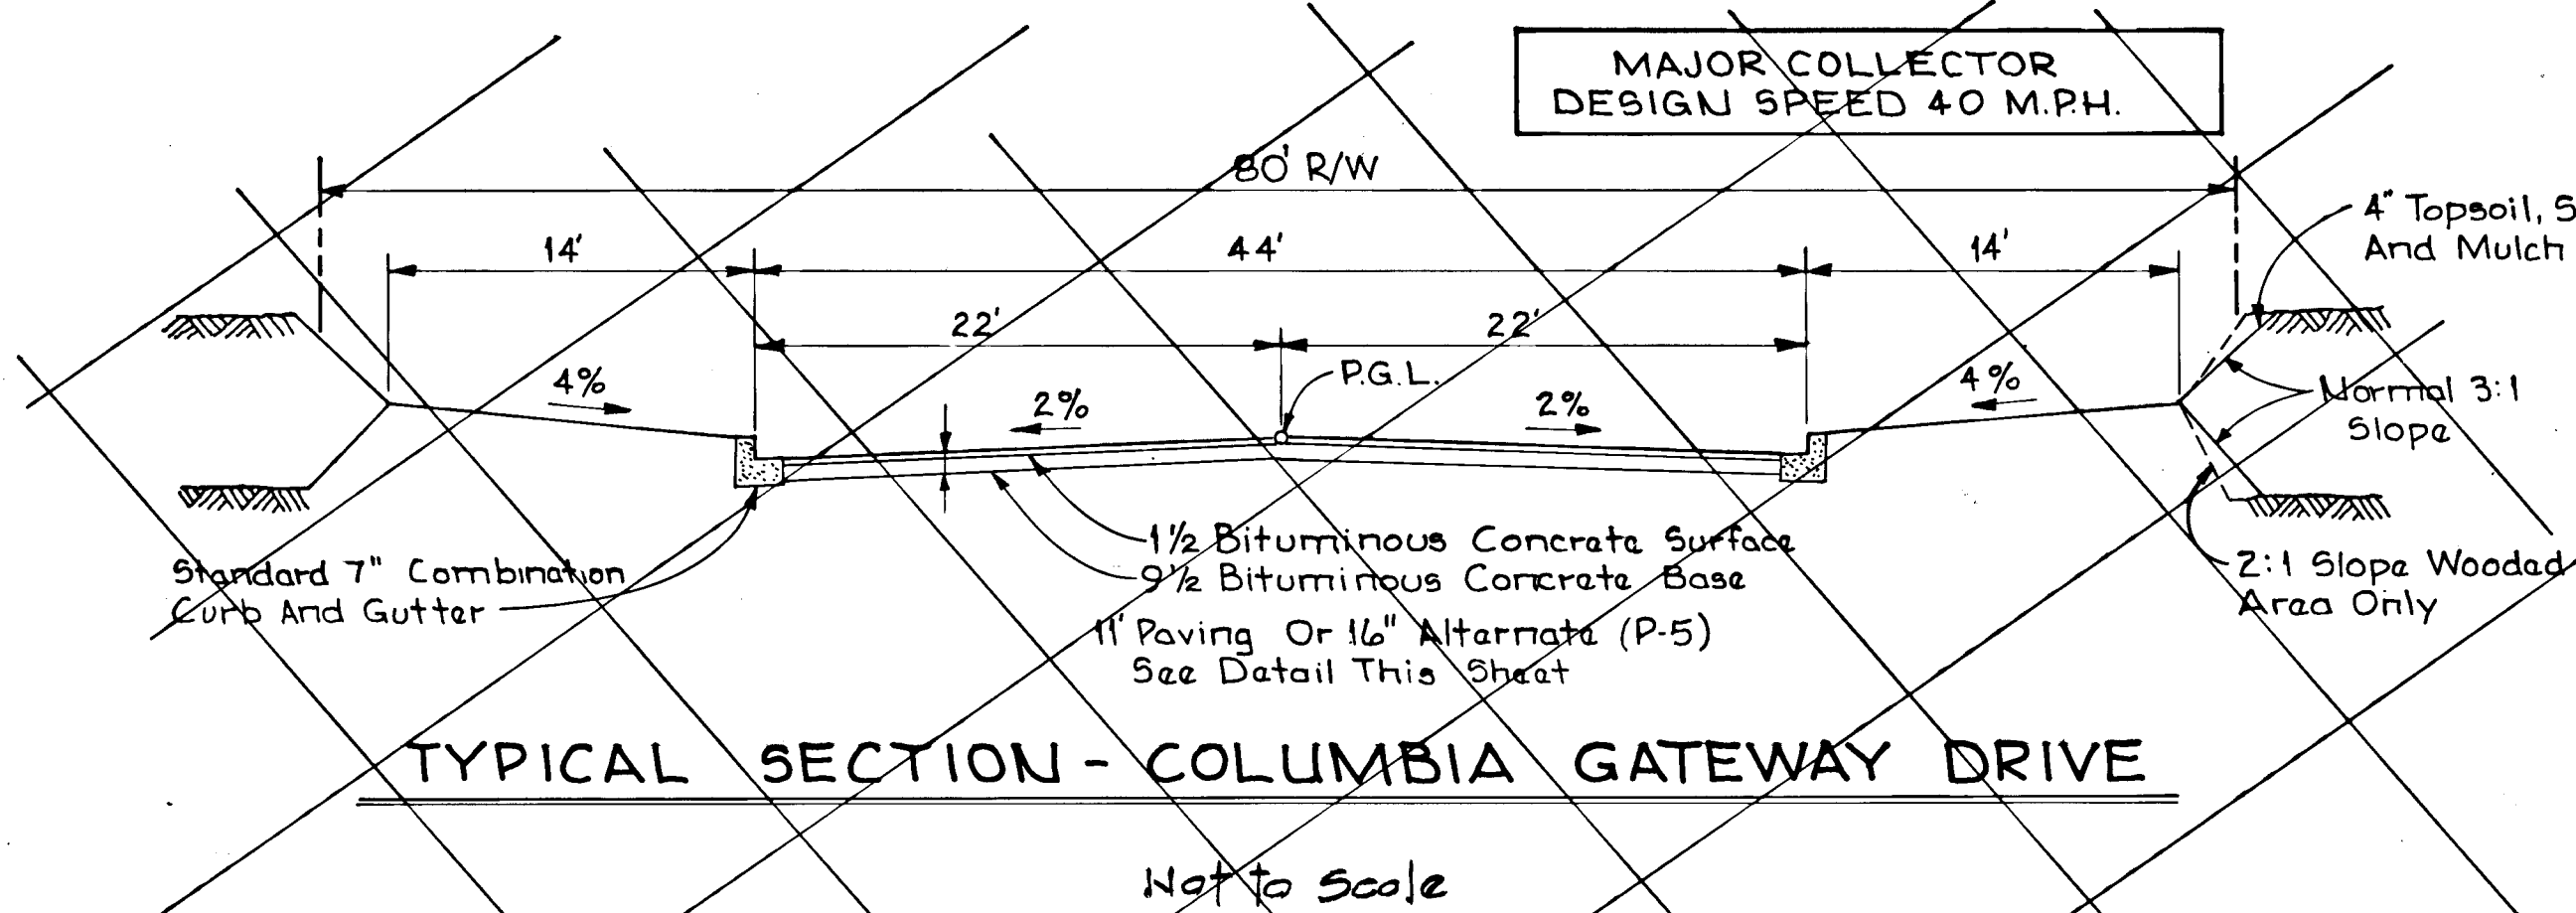 MAJOR COLLECTOR
DESIGN SPEED 40 M.P.H.
80' R/W
14'
44'
14'
4" Topsoil, S
And Mulch
22'
22'
P.G.L.
4%
2%
2%
4%
Normal 3:1
Slope
1½ Bituminous Concrete Surface
9½ Bituminous Concrete Base
11' Paving Or 16" Alternate (P-5)
See Detail This Sheet
Standard 7" Combination
Curb And Gutter
2:1 Slope Wooded
Area Only
TYPICAL SECTION - COLUMBIA GATEWAY DRIVE
Not to Scale